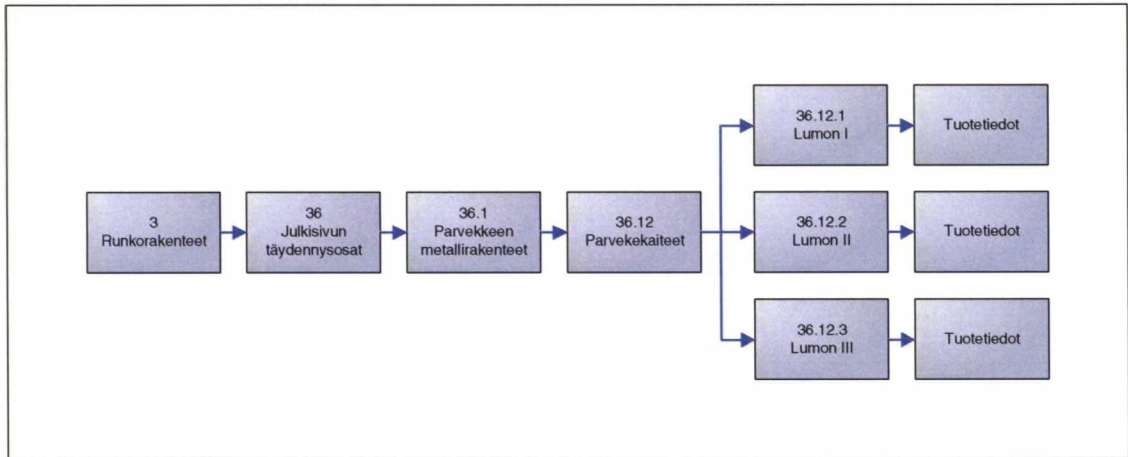 3
Runkorakenteet
36
Julkisivun
täydennysosat
36.1
Parvekkeen
metallirakenteet
36.12
Parvekekaiteet
36.12.1
Lumon I
Tuotetiedot
36.12.2
Lumon II
Tuotetiedot
36.12.3
Lumon III
Tuotetiedot